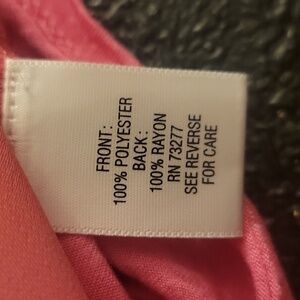 FRONT:
100% POLYESTER
BACK:
100% RAYON
RN 73277
SEE REVERSE
FOR CARE